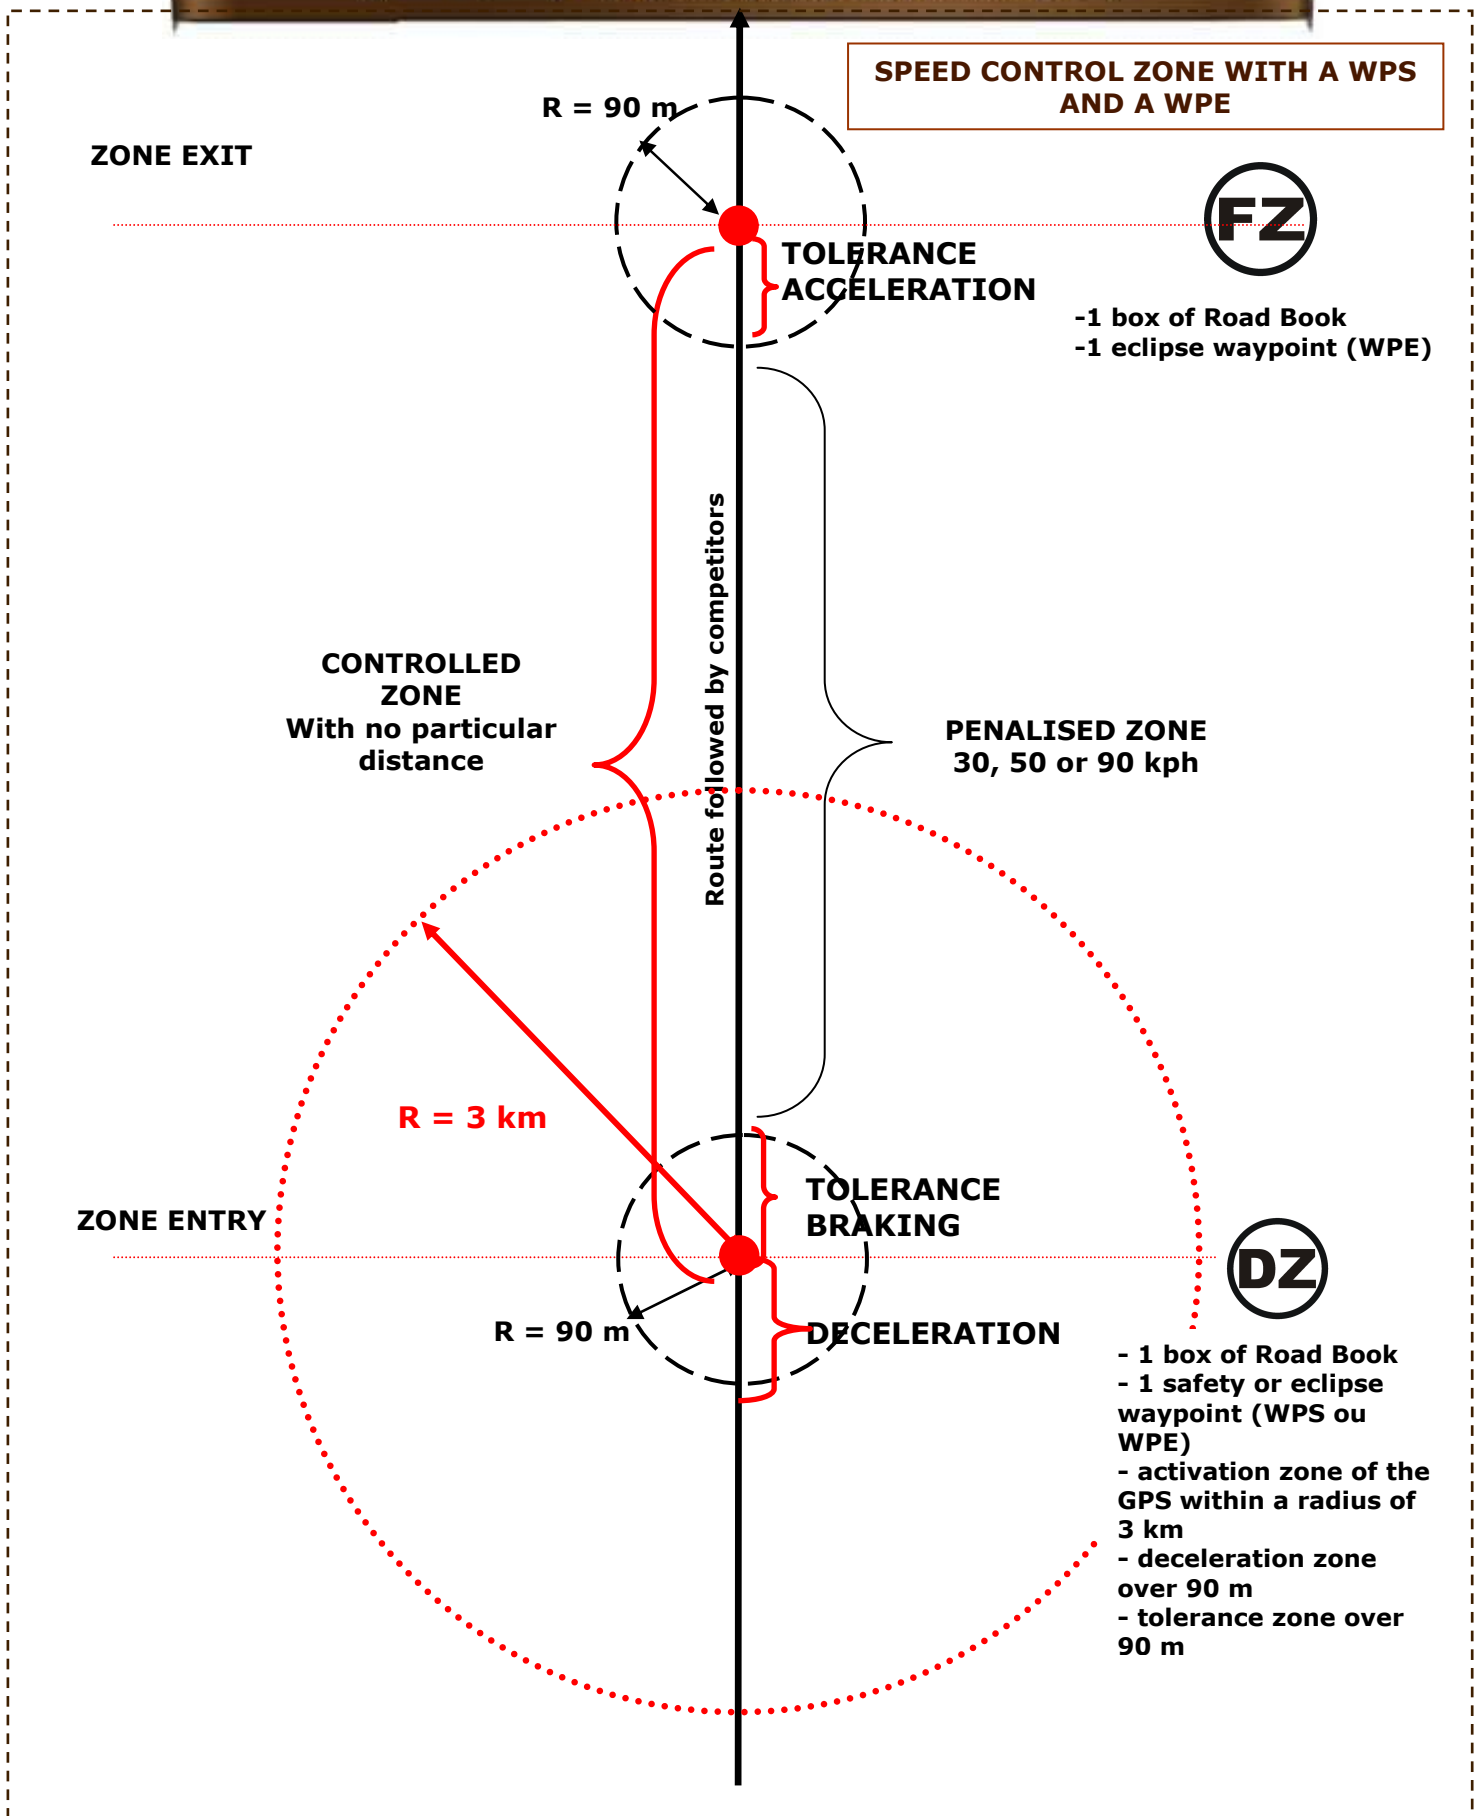 SPEED CONTROL ZONE WITH A WPS
AND A WPE
R = 90 m
ZONE EXIT
FZ
TOLERANCE
ACCELERATION
-1 box of Road Book
-1 eclipse waypoint (WPE)
Route followed by competitors
CONTROLLED
ZONE
With no particular
distance
PENALISED ZONE
30, 50 or 90 kph
R = 3 km
TOLERANCE
BRAKING
ZONE ENTRY
DZ
R = 90 m
DECELERATION
- 1 box of Road Book
- 1 safety or eclipse
waypoint (WPS ou
WPE)
- activation zone of the
GPS within a radius of
3 km
- deceleration zone
over 90 m
- tolerance zone over
90 m